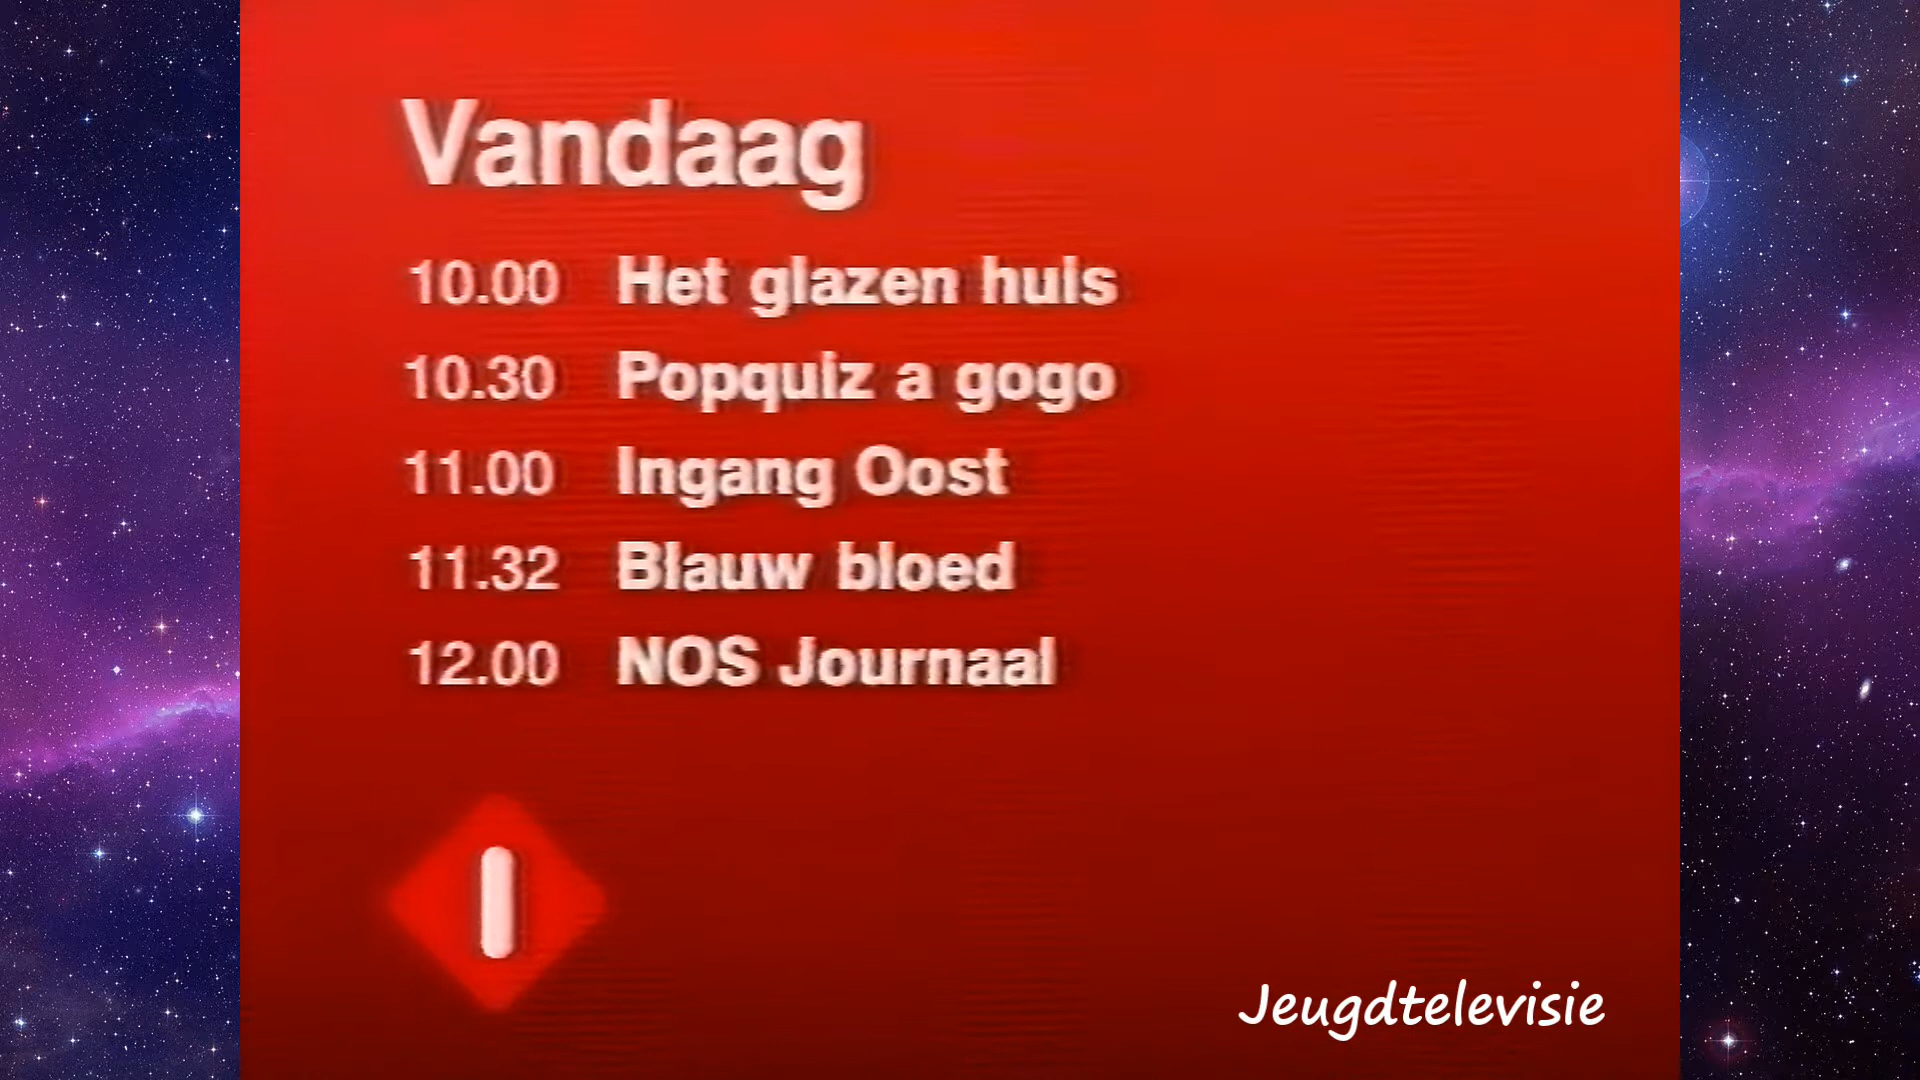 Vandaag
10.00 Het glazen huis
10.30 Popquiz a gogo
11.00 Ingang Oost
11.32 Blauw bloed
12.00 NOS Journaal
1
Jeugdtelevisie